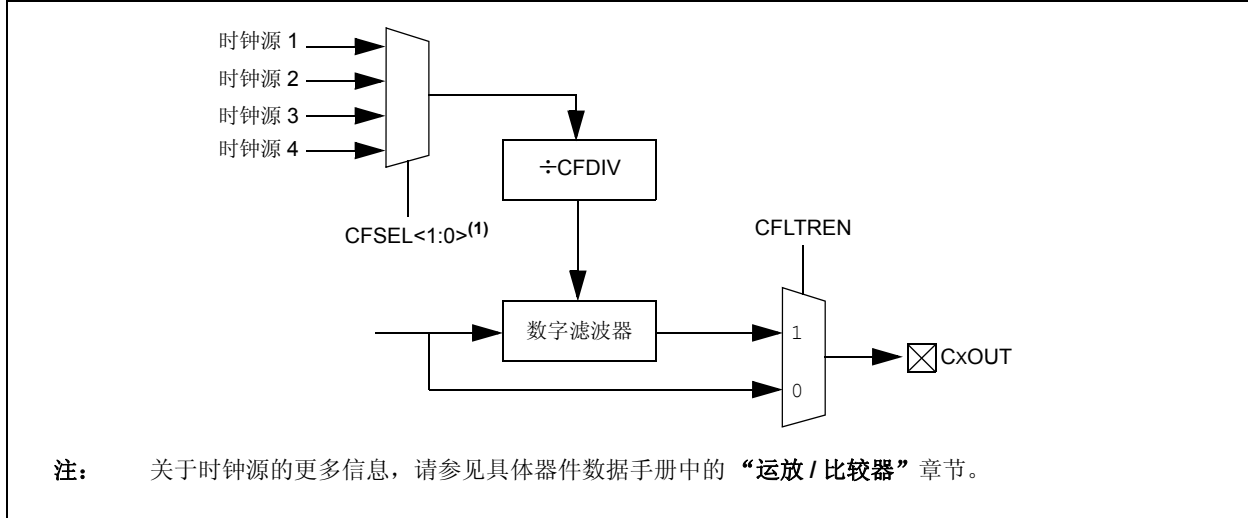 时钟源 1
时钟源 2
时钟源 3
时钟源 4
÷CFDIV
CFSEL<1:0>(1)
CFLTREN
数字滤波器
1
0
CxOUT
注： 关于时钟源的更多信息，请参见具体器件数据手册中的 “运放 / 比较器” 章节。